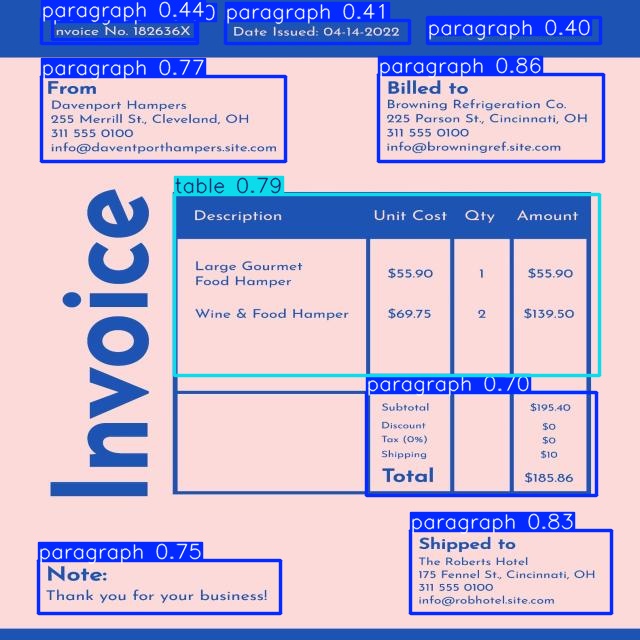 paragraph 0.44
paragraph 0.41
paragraph 0.40
nvoice No. 182636X
Date Issued: 04-14-2022
paragraph 0.77
From
Davenport Hampers
255 Merrill St., Cleveland, OH
311 555 0100
info@daventporthampers.site.com
paragraph 0.86
Billed to
Browning Refrigeration Co.
225 Parson St., Cincinnati, OH
311 555 0100
info@browningref.site.com
Invoice
table 0.79
Description Unit Cost Qty Amount
Large Gourmet
Food Hamper $55.90 1 $55.90
Wine & Food Hamper $69.75 2 $139.50
paragraph 0.70
Subtotal $195.40
Discount $0
Tax (0%) $0
Shipping $10
Total $185.86
paragraph 0.75
Note:
Thank you for your business!
paragraph 0.83
Shipped to
The Roberts Hotel
175 Fennel St., Cincinnati, OH
311 555 0100
info@robhotel.site.com